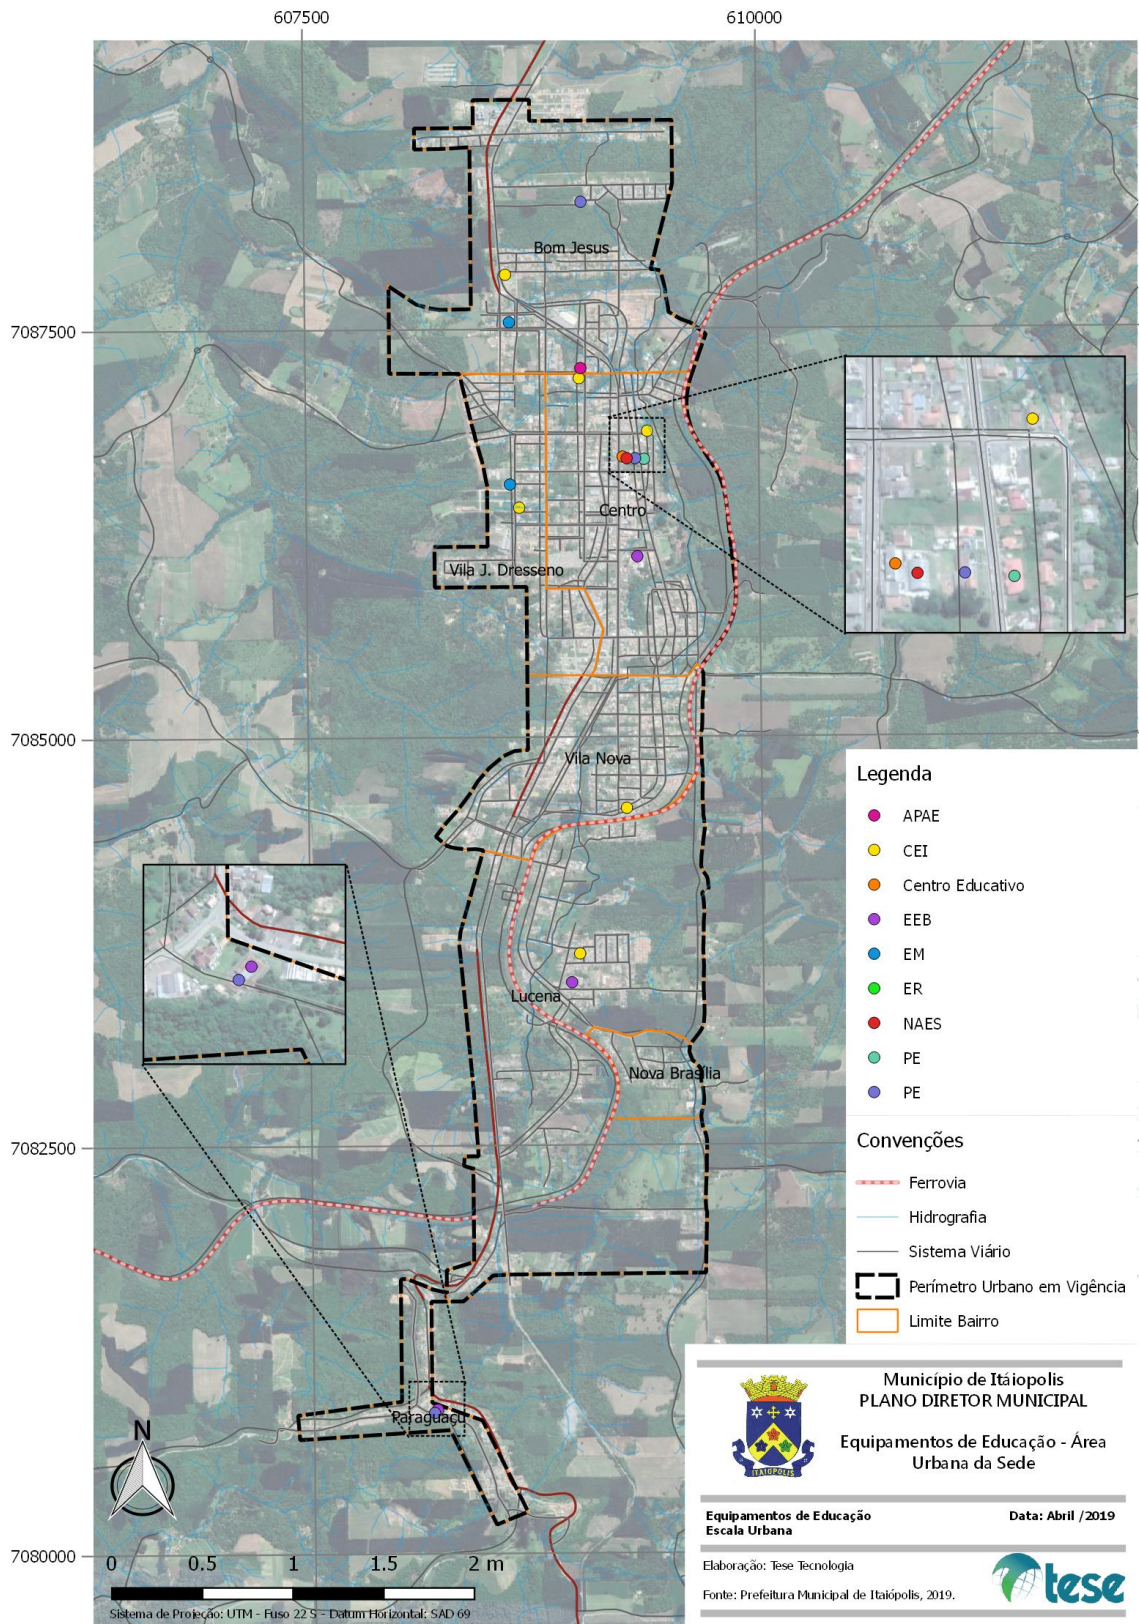 607500
610000
Bom Jesus
7087500
Centro
Vila J. Dresseno
7085000
Vila Nova
Lucena
Nova Brasília
7082500
Paraguaçu
7080000
N
0 0.5 1 1.5 2 m
Sistema de Projeção: UTM - Fuso 22 S - Datum Horizontal: SAD 69
Legenda
APAE
CEI
Centro Educativo
EEB
EM
ER
NAES
PE
PE
Convenções
Ferrovia
Hidrografia
Sistema Viário
Perímetro Urbano em Vigência
Limite Bairro
Município de Itáiopolis
PLANO DIRETOR MUNICIPAL
Equipamentos de Educação - Área
Urbana da Sede
ITAIOPOLIS
Equipamentos de Educação
Escala Urbana
Data: Abril /2019
Elaboração: Tese Tecnologia
Fonte: Prefeitura Municipal de Itaiópolis, 2019.
tese